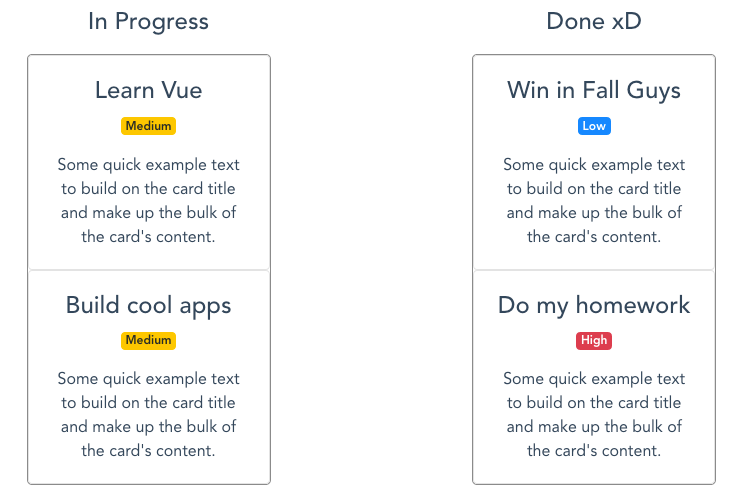 In Progress
Learn Vue
Medium
Some quick example text
to build on the card title
and make up the bulk of
the card's content.
Build cool apps
Medium
Some quick example text
to build on the card title
and make up the bulk of
the card's content.
Done xD
Win in Fall Guys
Low
Some quick example text
to build on the card title
and make up the bulk of
the card's content.
Do my homework
High
Some quick example text
to build on the card title
and make up the bulk of
the card's content.